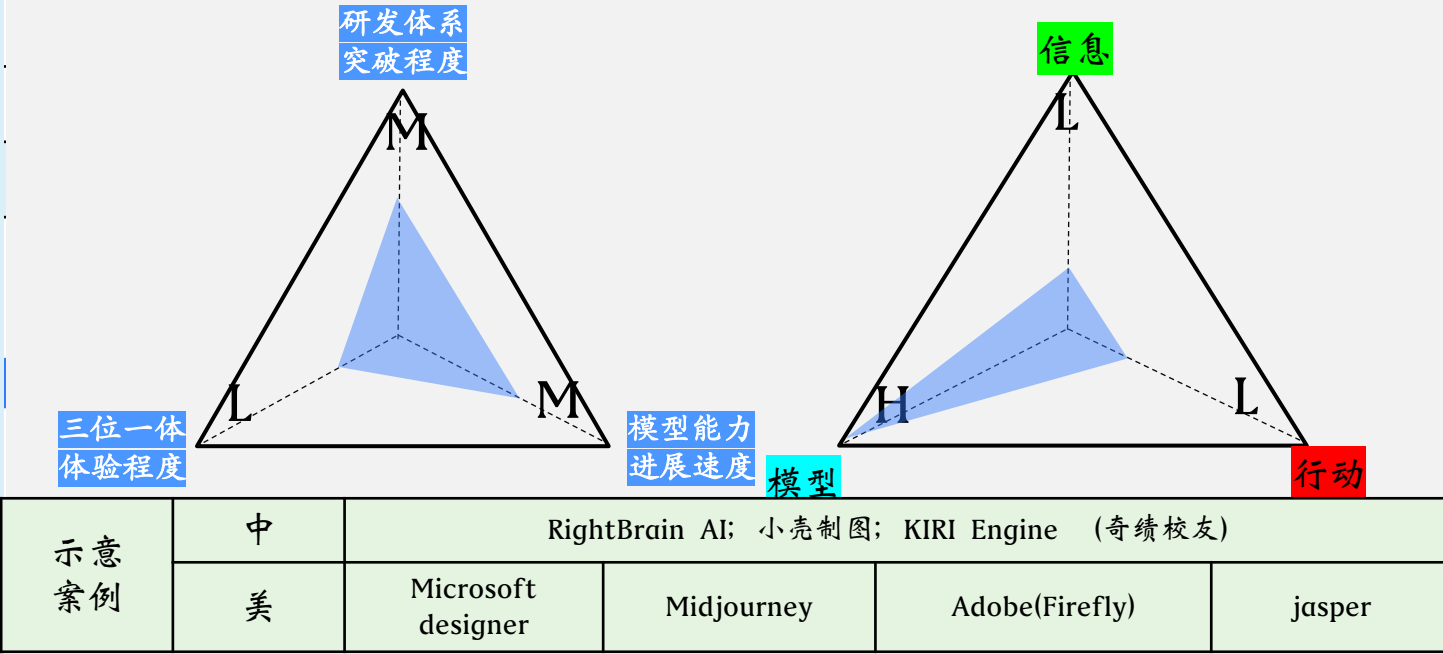 研发体系
突破程度
信息
M
L
L
M
H
L
三位一体
体验程度
模型能力
进展速度
模型
行动
示意
案例
中
RightBrain AI; 小壳制图; KIRI Engine (奇绩校友)
美
Microsoft
designer
Midjourney
Adobe(Firefly)
jasper